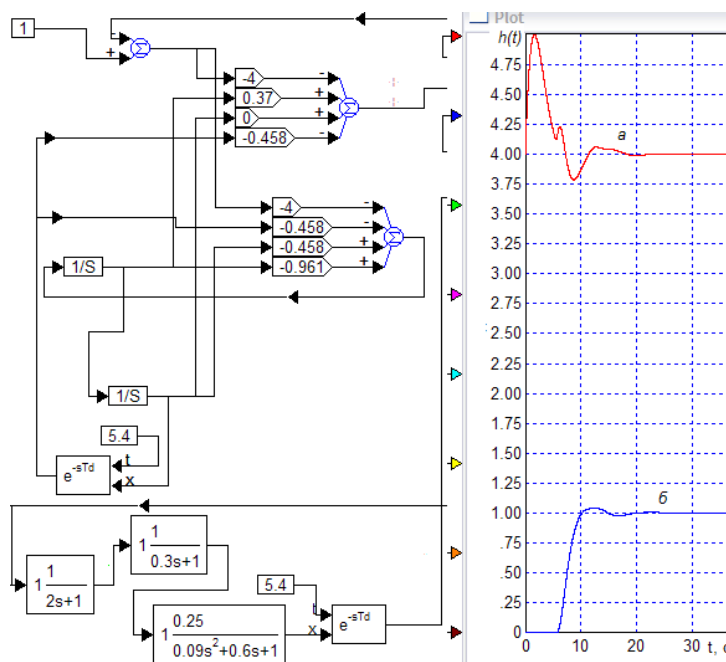 Plot
1
-
+
Σ
-4
-
0.37
+
0
+
-0.458
-
Σ
-4
-
-0.458
-
-0.458
+
-0.961
+
Σ
1/S
1/S
5.4
t
x
e^-sTd
1 1/(2s+1)
1 1/(0.3s+1)
5.4
1 0.25/(0.09s²+0.6s+1)
t
x
e^-sTd
h(t)
4.75
4.50
4.25
4.00
3.75
3.50
3.25
3.00
2.75
2.50
2.25
2.00
1.75
1.50
1.25
1.00
.75
.50
.25
0
a
б
0
10
20
30
t, c